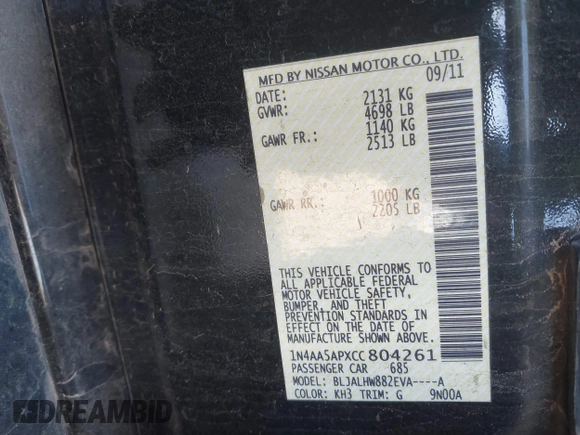 MFD BY NISSAN MOTOR CO., LTD.
DATE: 09/11
GVWR: 2131 KG
4698 LB
GAWR FR.: 1140 KG
2513 LB
GAWR RR.: 1000 KG
2205 LB
THIS VEHICLE CONFORMS TO
ALL APPLICABLE FEDERAL
MOTOR VEHICLE SAFETY,
BUMPER, AND THEFT
PREVENTION STANDARDS IN
EFFECT ON THE DATE OF
MANUFACTURE SHOWN ABOVE.
1N4AA5APXCC804261
PASSENGER CAR 685
MODEL: BLJALHW882EVA----A
COLOR: KH3 TRIM: G 9N00A
DREAMBID